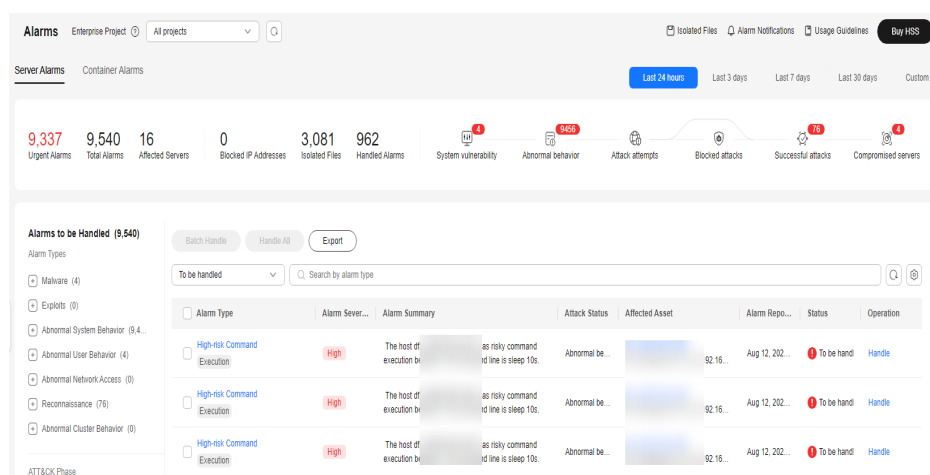 Alarms Enterprise Project ? All projects Isolated Files Alarm Notifications Usage Guidelines Buy HSS
Server Alarms Container Alarms Last 24 hours Last 3 days Last 7 days Last 30 days Custom
4 9456 76 4
9,337 9,540 16 0 3,081 962
Urgent Alarms Total Alarms Affected Servers Blocked IP Addresses Isolated Files Handled Alarms System vulnerability Abnormal behavior Attack attempts Blocked attacks Successful attacks Compromised servers
Alarms to be Handled (9,540)
Alarm Types
Malware (4)
Exploits (0)
Abnormal System Behavior (9,4...
Abnormal User Behavior (4)
Abnormal Network Access (0)
Reconnaissance (76)
Abnormal Cluster Behavior (0)
ATT&CK Phase
Batch Handle Handle All Export
To be handled Search by alarm type
Alarm Type Alarm Sever... Alarm Summary Attack Status Affected Asset Alarm Repo... Status Operation
High-risk Command The host df as risky command
Execution High execution be nd line is sleep 10s. Abnormal be... 92.16... Aug 12, 202... To be handl Handle
High-risk Command The host df as risky command
Execution High execution be nd line is sleep 10s. Abnormal be... 92.16... Aug 12, 202... To be handl Handle
High-risk Command The host df as risky command
Execution High execution be nd line is sleep 10s. Abnormal be... 92.16... Aug 12, 202... To be handl Handle